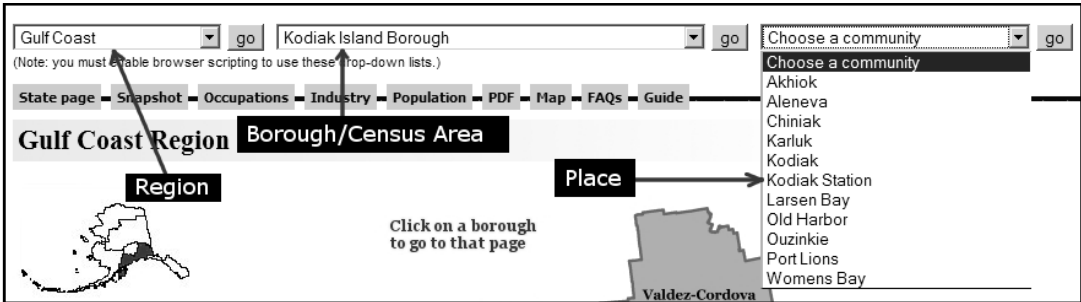 Gulf Coast go Kodiak Island Borough go Choose a community go
(Note: you must enable browser scripting to use these drop-down lists.)
Choose a community
Akhiok
Aleneva
Chiniak
Karluk
Kodiak
Kodiak Station
Larsen Bay
Old Harbor
Ouzinkie
Port Lions
Womens Bay
State page Snapshot Occupations Industry Population PDF Map FAQs Guide
Gulf Coast Region
Borough/Census Area
Region
Place
Click on a borough
to go to that page
Valdez-Cordova